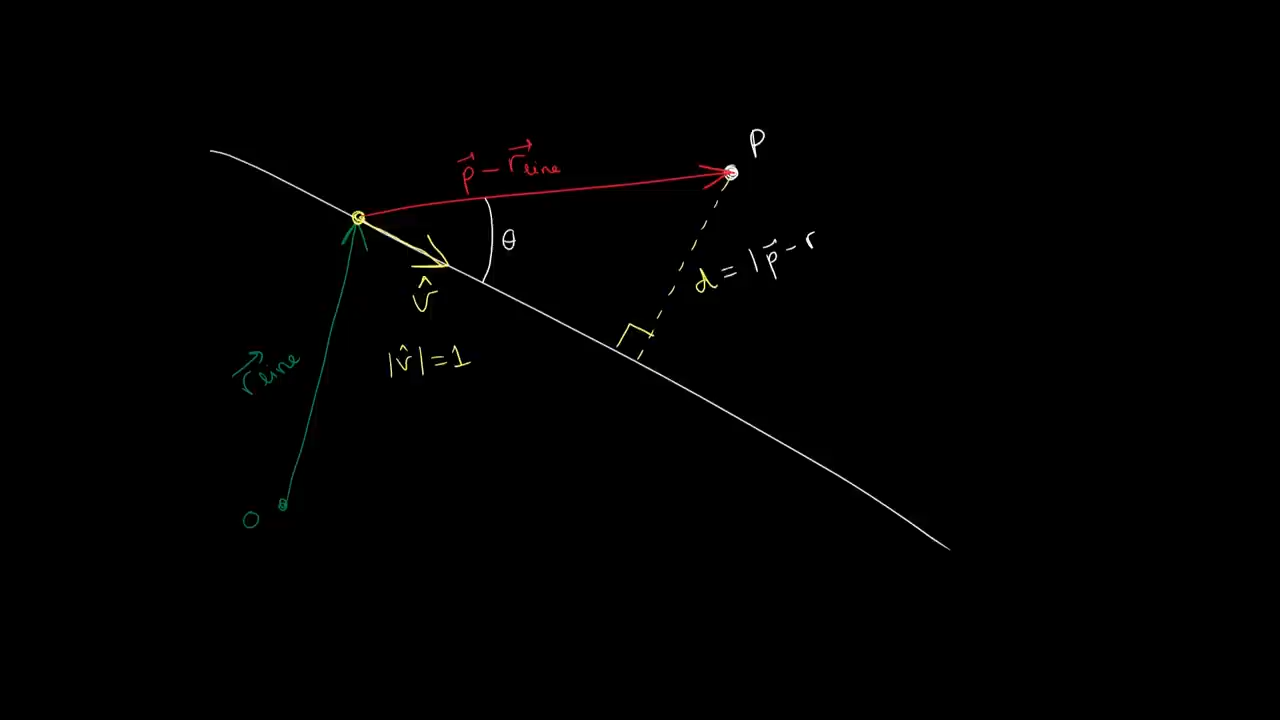 P
p⃗ − r⃗line
θ
d = |p⃗ − r
v̂
|v̂| = 1
r⃗line
O